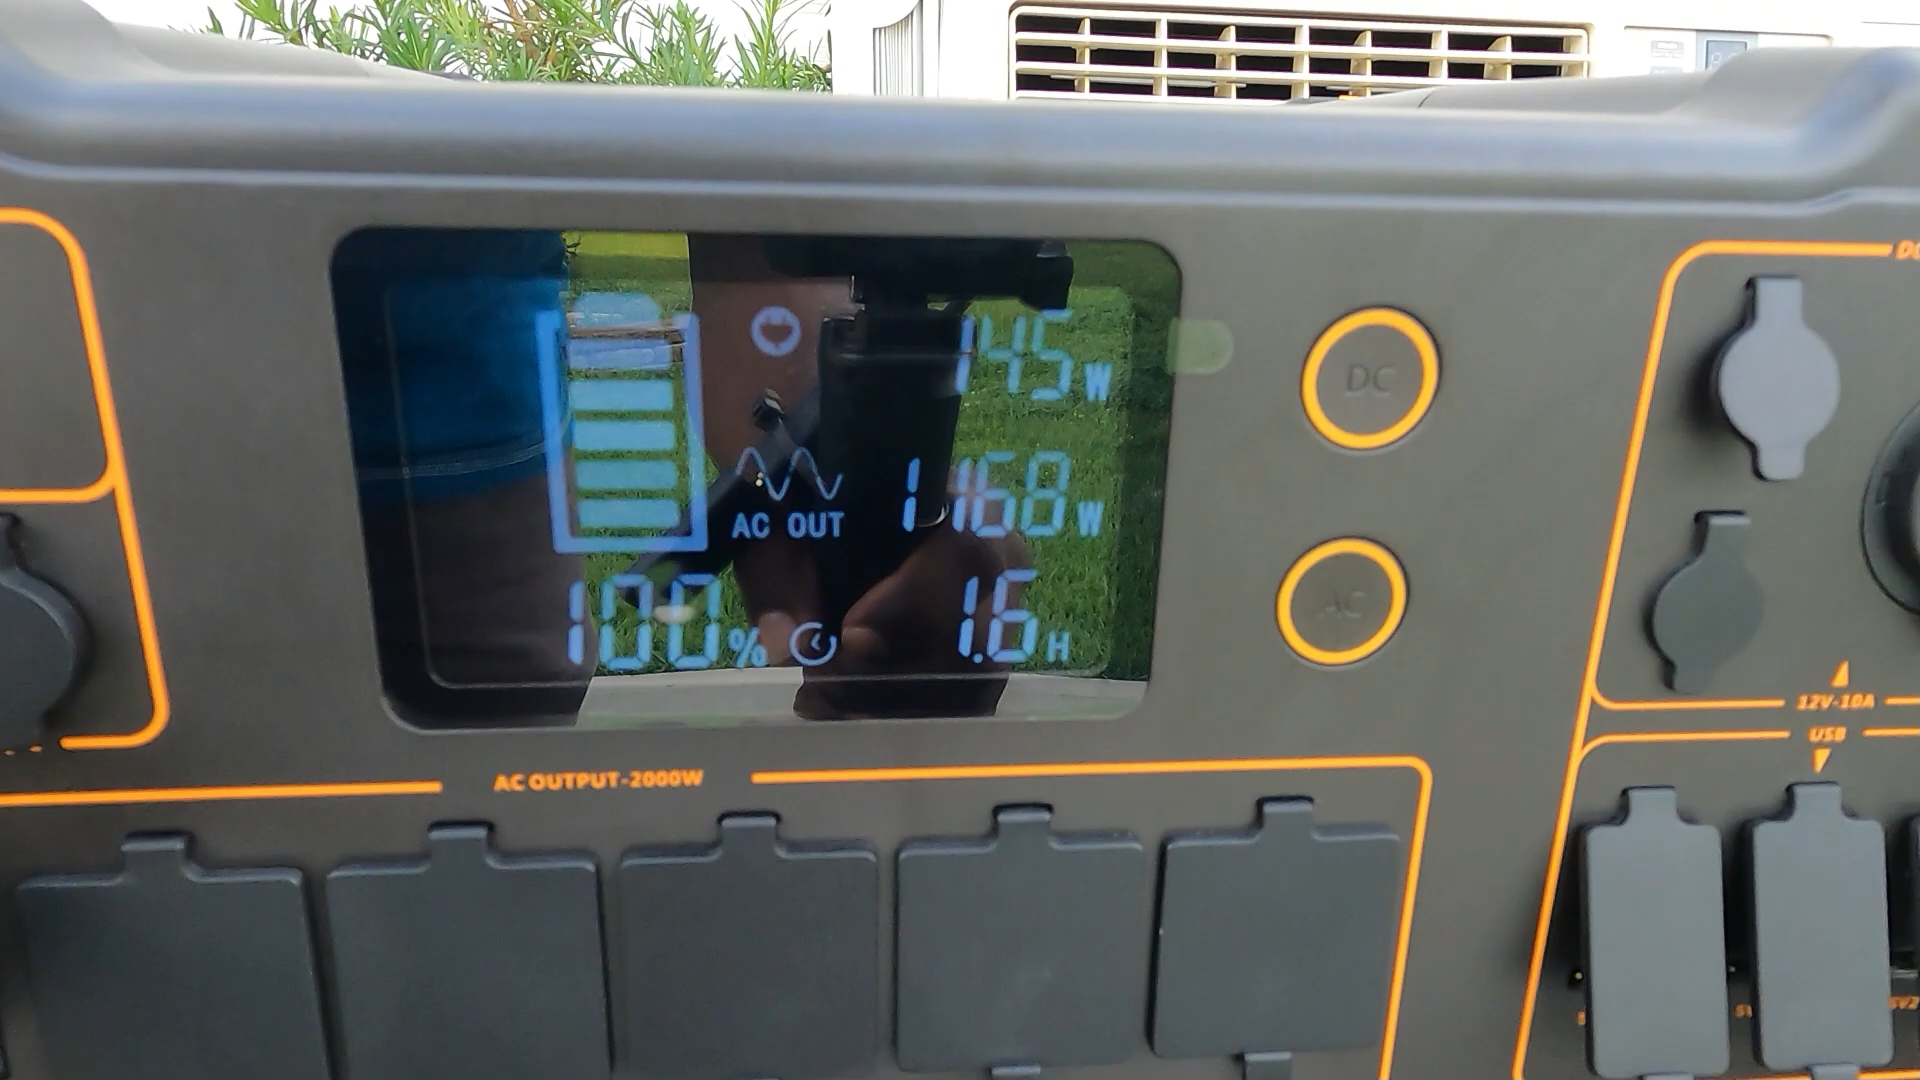 145W
1168W
AC OUT
100%
1.6H
DC
AC
AC OUTPUT-2000W
12V-10A
USB